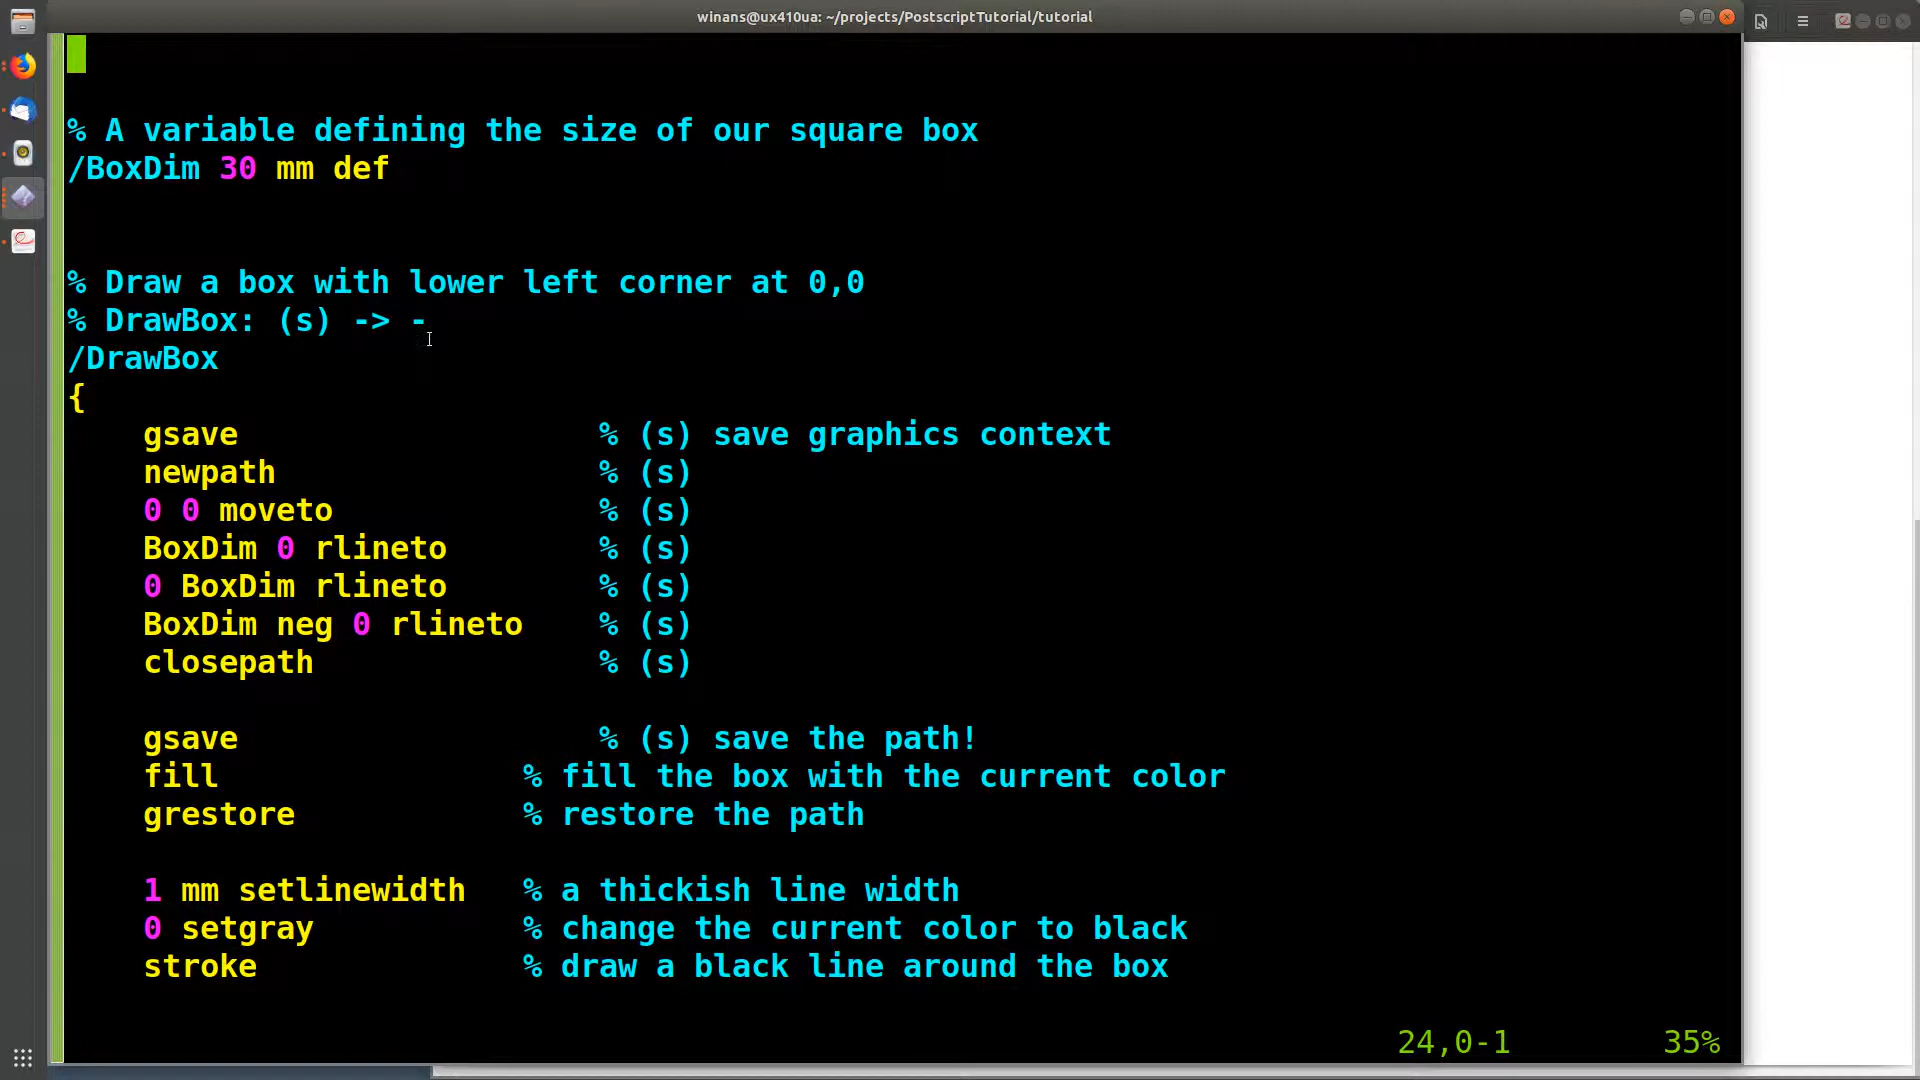 winans@ux410ua: ~/projects/PostscriptTutorial/tutorial
% A variable defining the size of our square box
/BoxDim 30 mm def
% Draw a box with lower left corner at 0,0
% DrawBox: (s) -> -
/DrawBox
{
gsave % (s) save graphics context
newpath % (s)
0 0 moveto % (s)
BoxDim 0 rlineto % (s)
0 BoxDim rlineto % (s)
BoxDim neg 0 rlineto % (s)
closepath % (s)
gsave % (s) save the path!
fill % fill the box with the current color
grestore % restore the path
1 mm setlinewidth % a thickish line width
0 setgray % change the current color to black
stroke % draw a black line around the box
24,0-1 35%